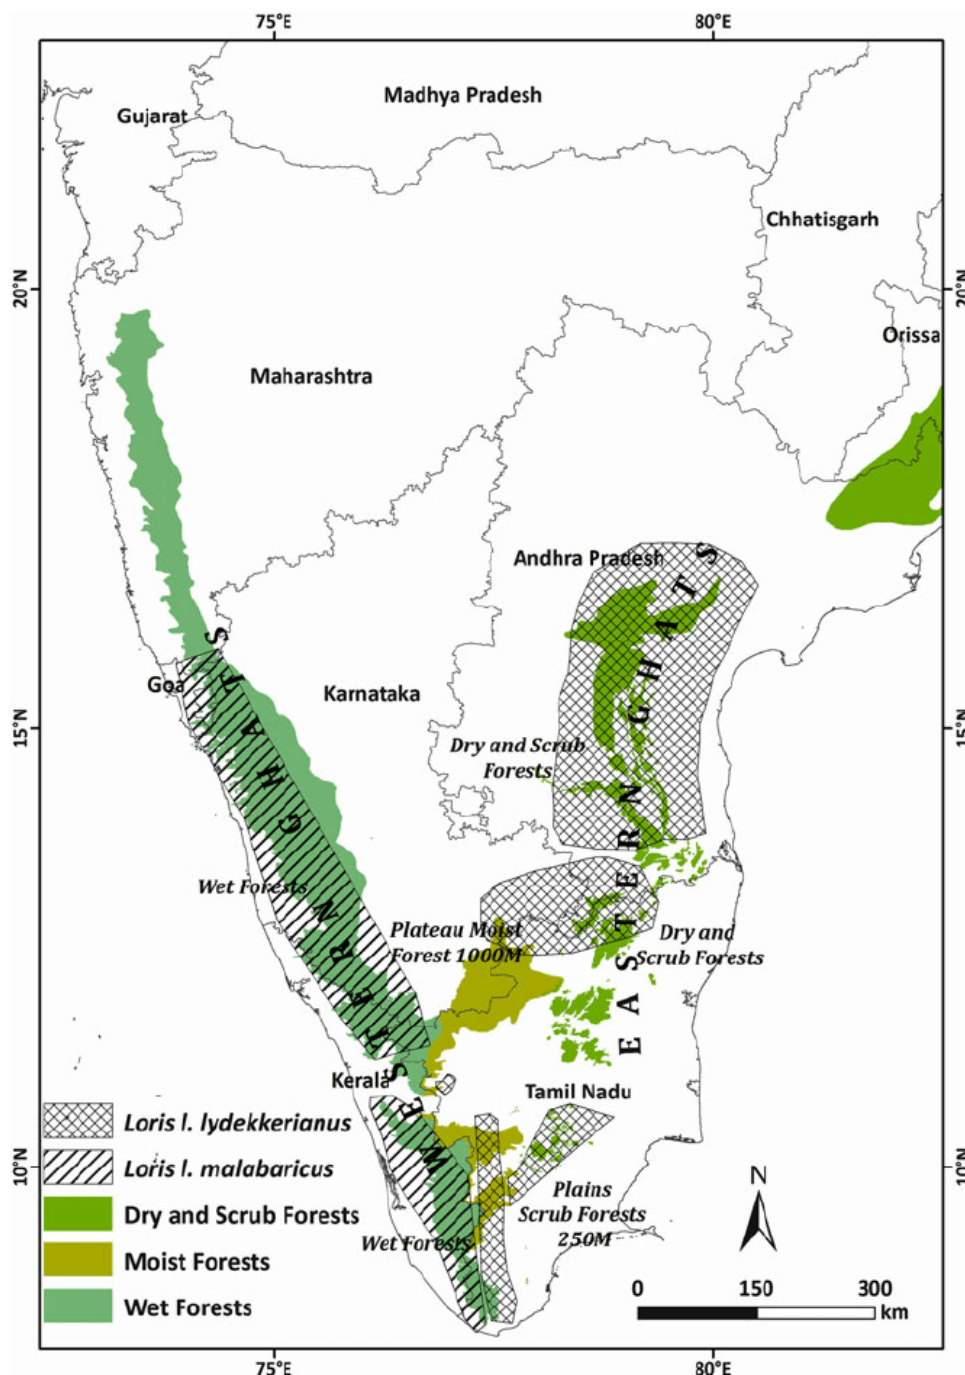 75°E
80°E
Madhya Pradesh
Gujarat
Chhatisgarh
20°N
20°N
Orissa
Maharashtra
Andhra Pradesh
Goa
Karnataka
15°N
15°N
Dry and Scrub
Forests
WESTERN GHATS
EASTERN GHATS
Wet Forests
Plateau Moist
Forest 1000M
Dry and
Scrub Forests
Kerala
Tamil Nadu
Loris l. lydekkerianus
Loris l. malabaricus
10°N
10°N
Dry and Scrub Forests
Plains
Scrub Forests
250M
N
Wet Forests
Moist Forests
Wet Forests
0 150 300
km
75°E
80°E